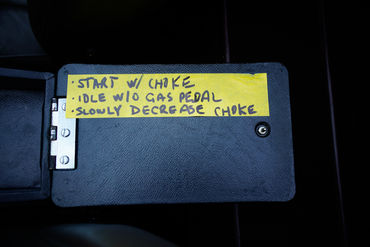 · START W/ CHOKE
· IDLE W/O GAS PEDAL
· SLOWLY DECREASE CHOKE